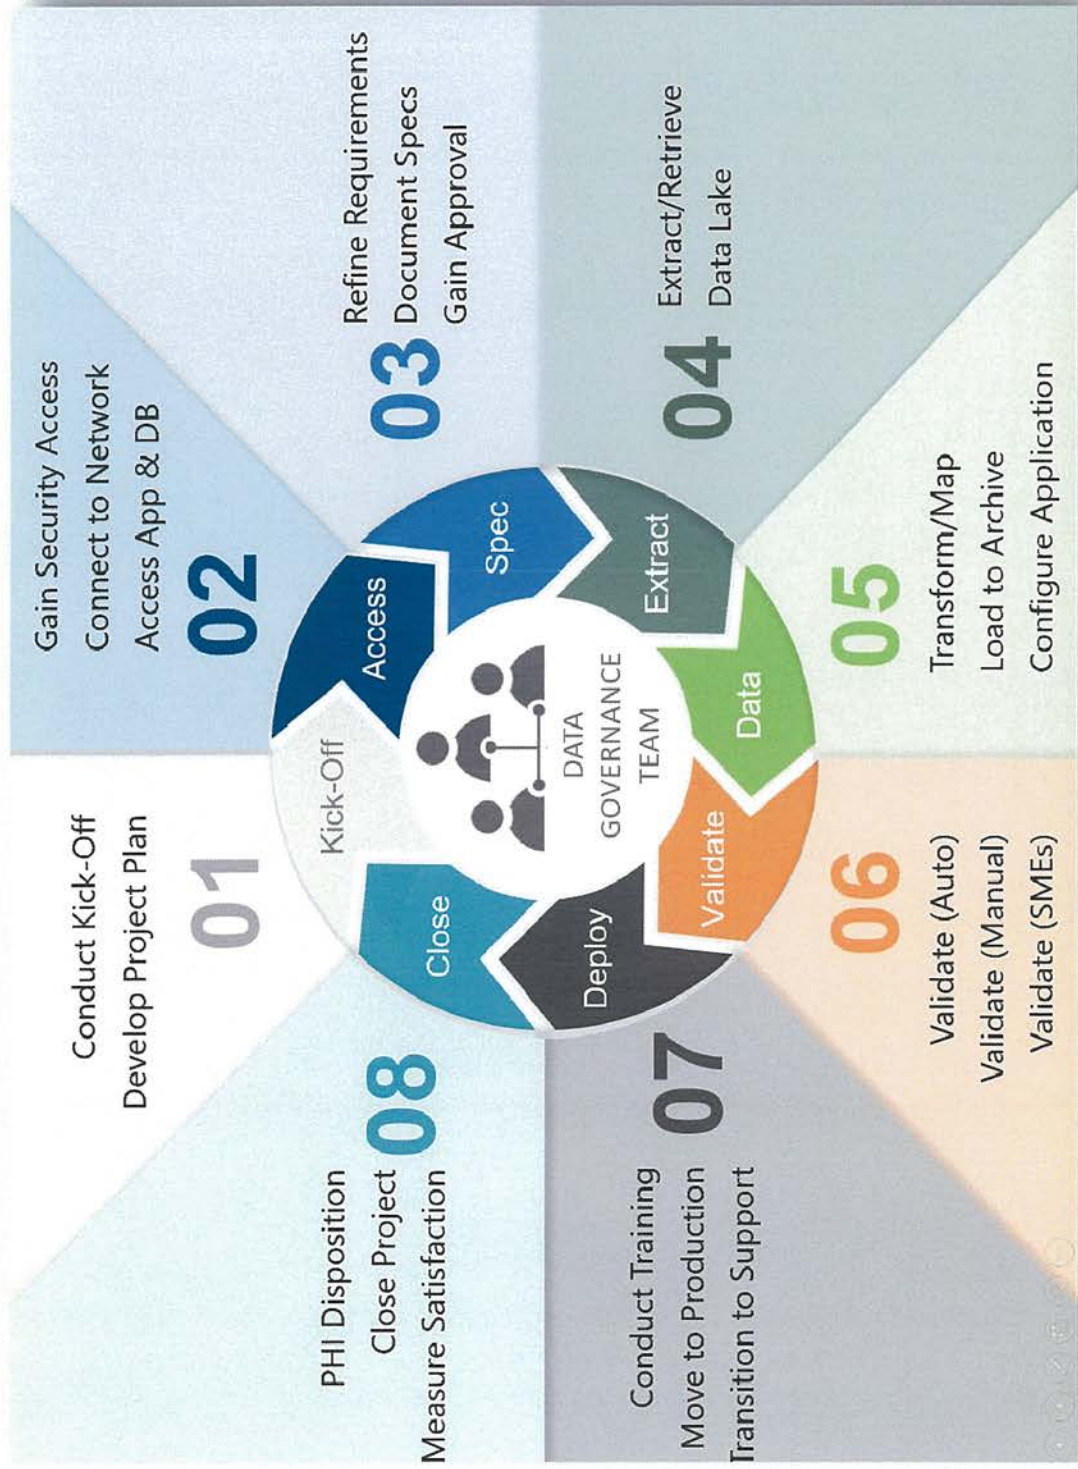 Conduct Kick-Off
Develop Project Plan
01
Gain Security Access
Connect to Network
Access App & DB
02
Refine Requirements
Document Specs
Gain Approval
03
Extract/Retrieve
Data Lake
04
05
Transform/Map
Load to Archive
Configure Application
06
Validate (Auto)
Validate (Manual)
Validate (SMEs)
07
Conduct Training
Move to Production
Transition to Support
08
PHI Disposition
Close Project
Measure Satisfaction
Kick-Off
Access
Spec
Extract
Data
Validate
Deploy
Close
DATA
GOVERNANCE
TEAM